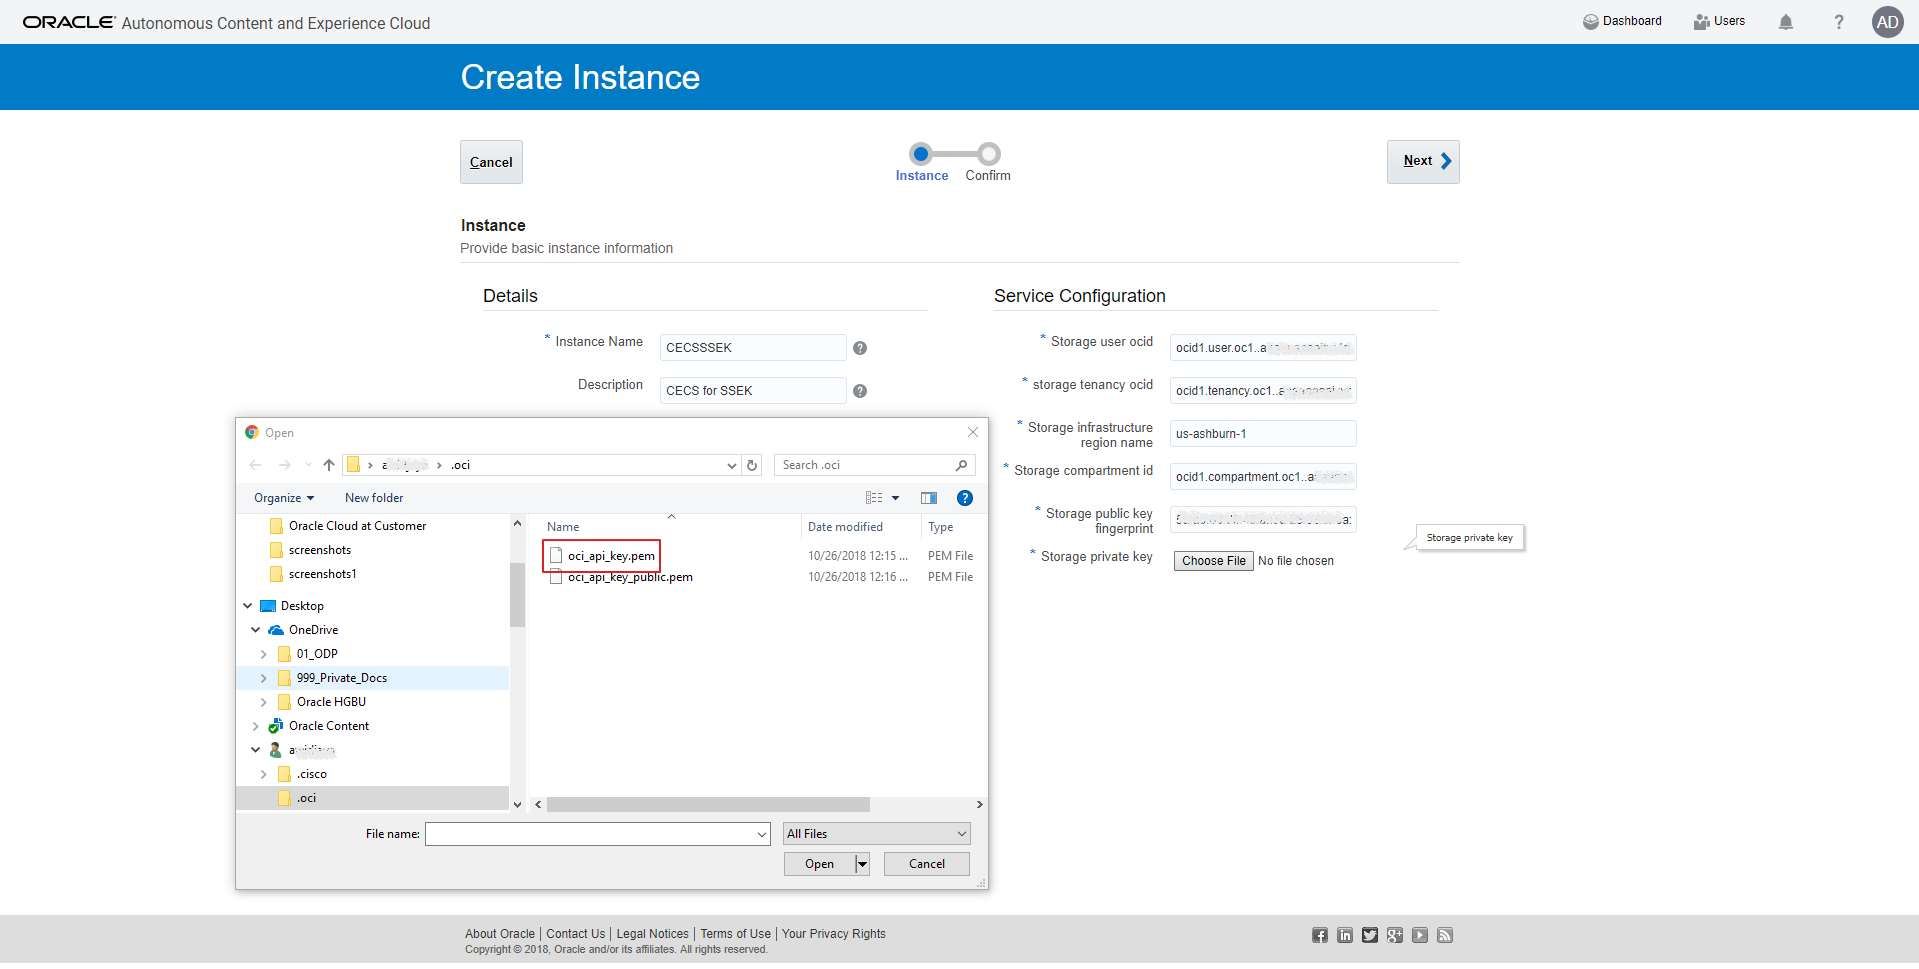 ORACLE Autonomous Content and Experience Cloud
Dashboard
Users
?
AD
Create Instance
Cancel
Instance
Confirm
Next
Instance
Provide basic instance information
Details
* Instance Name
CECSSSEK
Description
CECS for SSEK
Service Configuration
* Storage user ocid
ocid1.user.oc1..a
* storage tenancy ocid
ocid1.tenancy.oc1..
* Storage infrastructure
region name
us-ashburn-1
* Storage compartment id
ocid1.compartment.oc1..a
* Storage public key
fingerprint
* Storage private key
Choose File No file chosen
Storage private key
Open
.oci
Search .oci
Organize
New folder
Oracle Cloud at Customer
screenshots
screenshots1
Desktop
OneDrive
01_ODP
999_Private_Docs
Oracle HGBU
Oracle Content
.cisco
.oci
Name
Date modified
Type
oci_api_key.pem
10/26/2018 12:15 ...
PEM File
oci_api_key_public.pem
10/26/2018 12:16 ...
PEM File
File name:
All Files
Open
Cancel
About Oracle | Contact Us | Legal Notices | Terms of Use | Your Privacy Rights
Copyright © 2018, Oracle and/or its affiliates. All rights reserved.